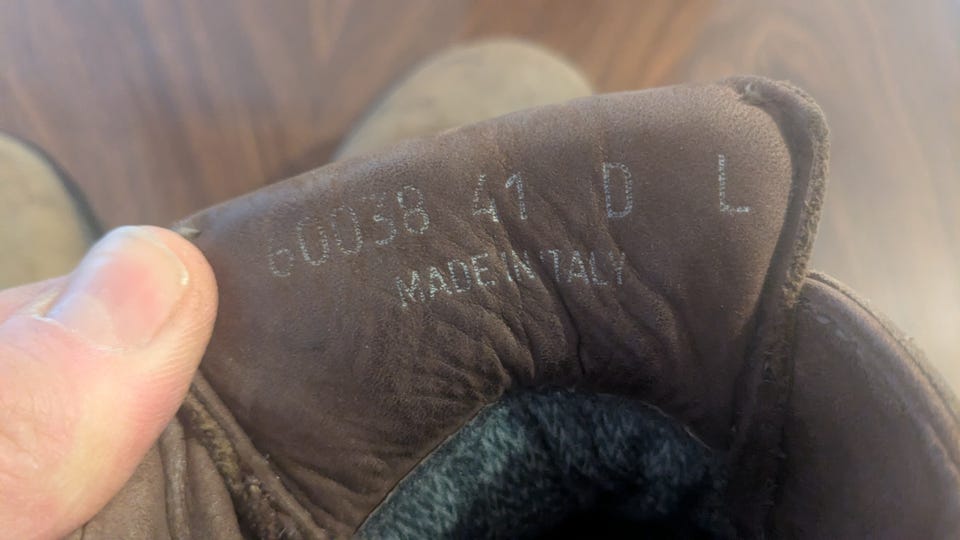 60038 41 D L
MADE IN ITALY